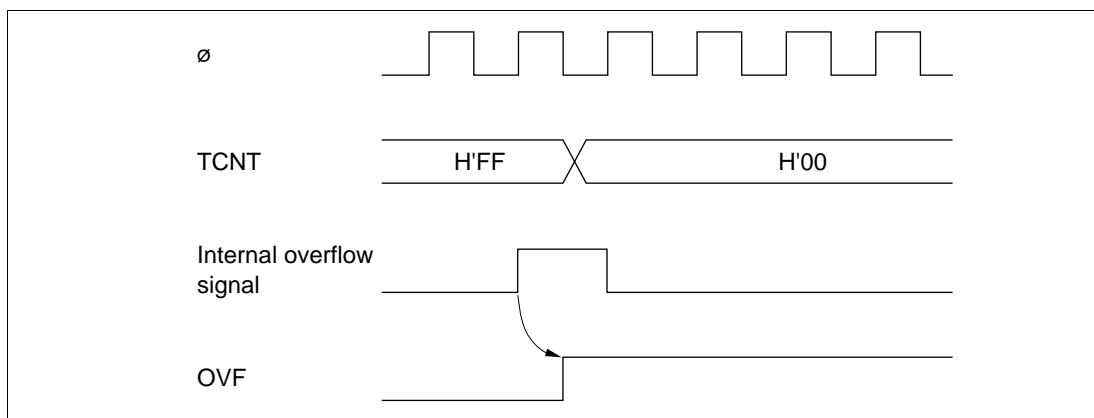 ø
TCNT
H'FF
H'00
Internal overflow
signal
OVF